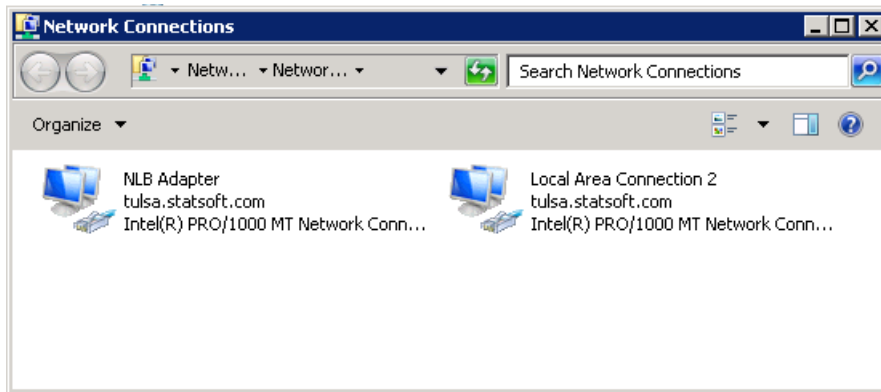 Network Connections
Netw... Networ...
Search Network Connections
Organize
NLB Adapter
tulsa.statsoft.com
Intel(R) PRO/1000 MT Network Conn...
Local Area Connection 2
tulsa.statsoft.com
Intel(R) PRO/1000 MT Network Conn...